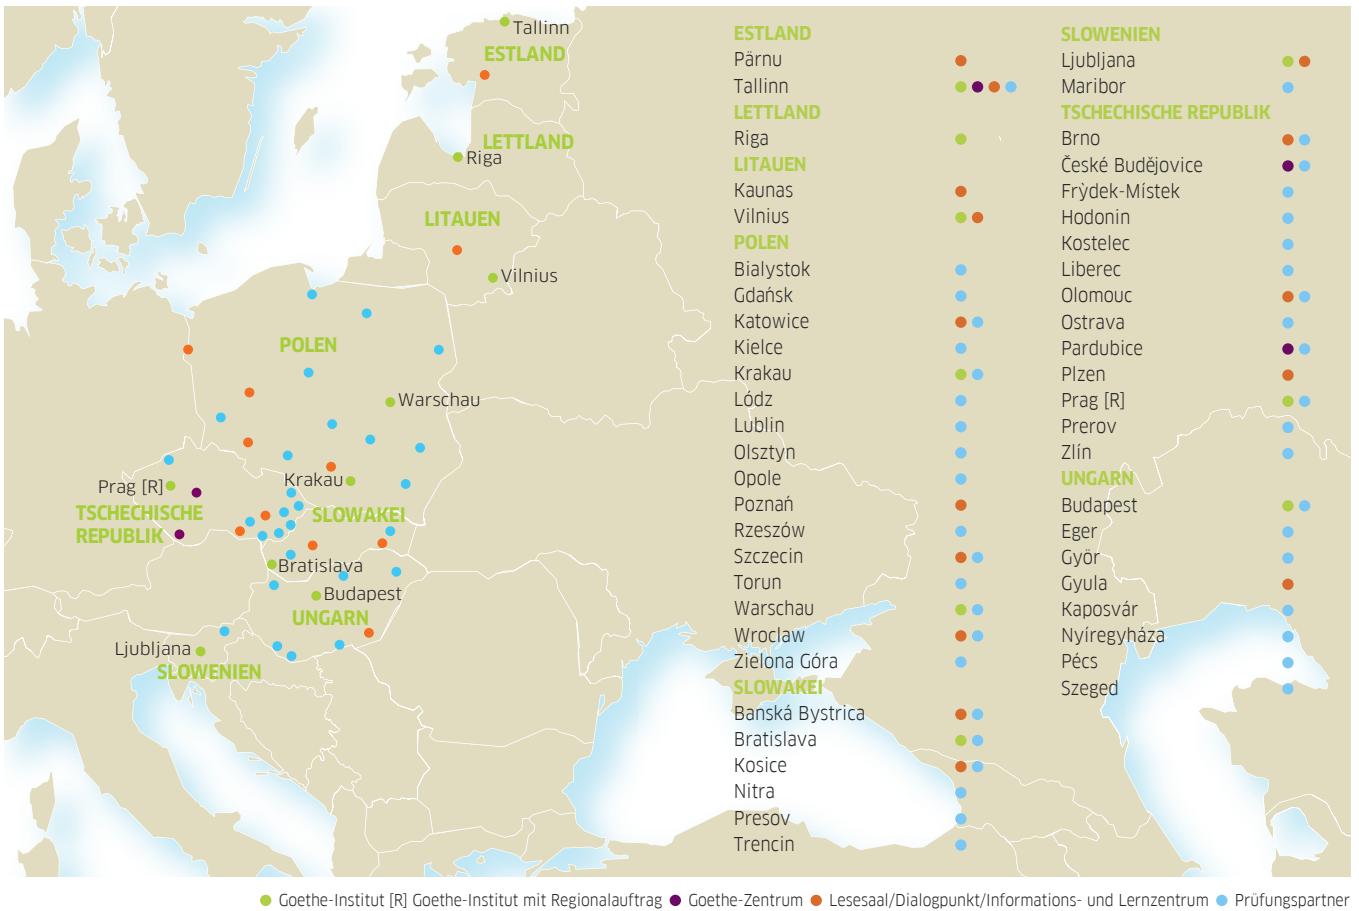 Tallinn
ESTLAND
LETTLAND
Riga
LITAUEN
Vilnius
POLEN
Warschau
Krakau
Prag [R]
TSCHECHISCHE
REPUBLIK
SLOWAKEI
Bratislava
Budapest
UNGARN
Ljubljana
SLOWENIEN
ESTLAND
Pärnu
Tallinn
LETTLAND
Riga
LITAUEN
Kaunas
Vilnius
POLEN
Bialystok
Gdańsk
Katowice
Kielce
Krakau
Lódz
Lublin
Olsztyn
Opole
Poznań
Rzeszów
Szczecin
Torun
Warschau
Wroclaw
Zielona Góra
SLOWAKEI
Banská Bystrica
Bratislava
Kosice
Nitra
Presov
Trencin
SLOWENIEN
Ljubljana
Maribor
TSCHECHISCHE REPUBLIK
Brno
České Budějovice
Frỳdek-Místek
Hodonin
Kostelec
Liberec
Olomouc
Ostrava
Pardubice
Plzen
Prag [R]
Prerov
Zlín
UNGARN
Budapest
Eger
Györ
Gyula
Kaposvár
Nyíregyháza
Pécs
Szeged
Goethe-Institut [R] Goethe-Institut mit Regionalauftrag Goethe-Zentrum Lesesaal/Dialogpunkt/Informations- und Lernzentrum Prüfungspartner